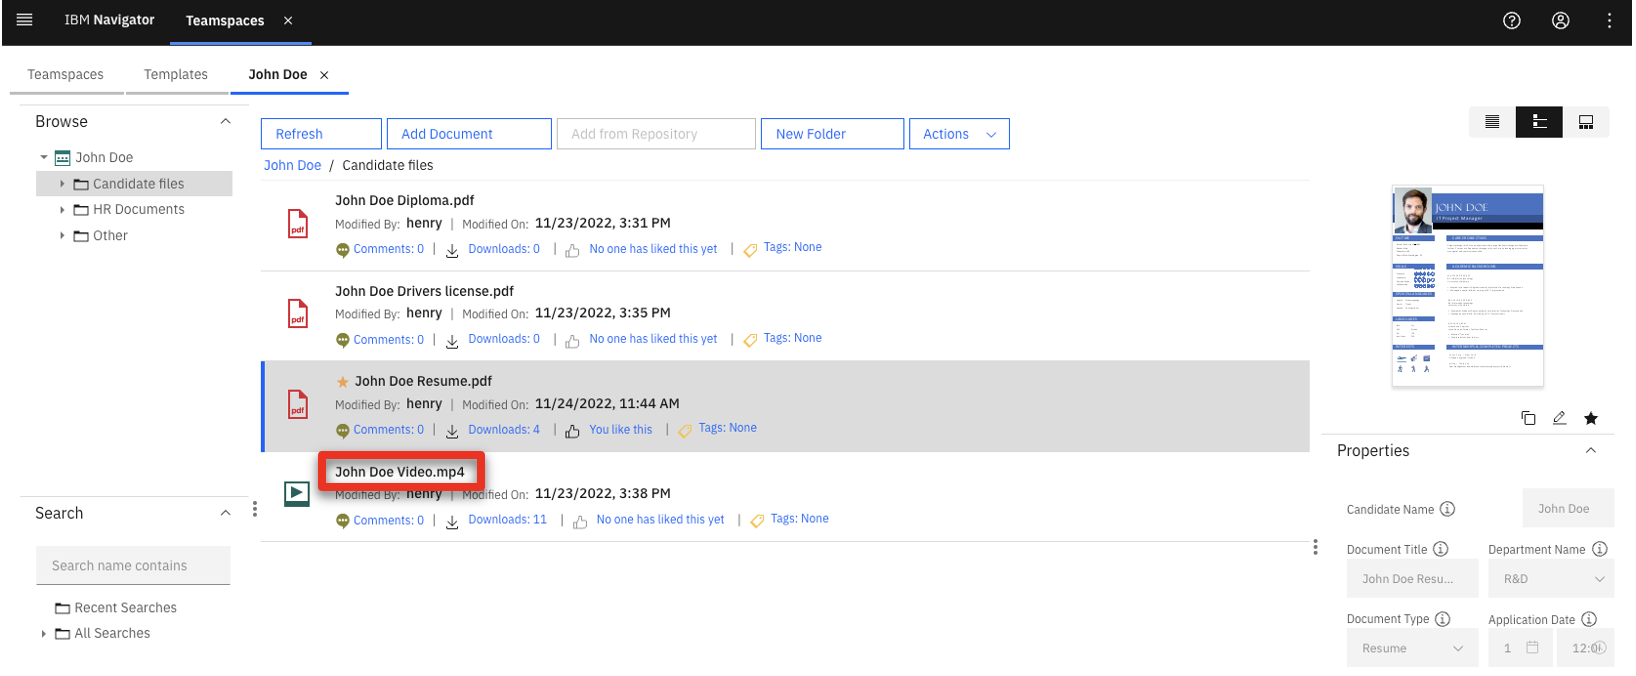 IBM Navigator
Teamspaces
Teamspaces
Templates
John Doe
Browse
John Doe
Candidate files
HR Documents
Other
Search
Search name contains
Recent Searches
All Searches
Refresh
Add Document
Add from Repository
New Folder
Actions
John Doe / Candidate files
John Doe Diploma.pdf
Modified By: henry | Modified On: 11/23/2022, 3:31 PM
Comments: 0 | Downloads: 0 | No one has liked this yet | Tags: None
John Doe Drivers license.pdf
Modified By: henry | Modified On: 11/23/2022, 3:35 PM
Comments: 0 | Downloads: 0 | No one has liked this yet | Tags: None
John Doe Resume.pdf
Modified By: henry | Modified On: 11/24/2022, 11:44 AM
Comments: 0 | Downloads: 4 | You like this | Tags: None
John Doe Video.mp4
Modified By: henry | Modified On: 11/23/2022, 3:38 PM
Comments: 0 | Downloads: 11 | No one has liked this yet | Tags: None
pdf
pdf
pdf
JOHN DOE
IT Project Manager
Properties
Candidate Name
John Doe
Document Title
Department Name
John Doe Resu...
R&D
Document Type
Application Date
Resume
1
12:0